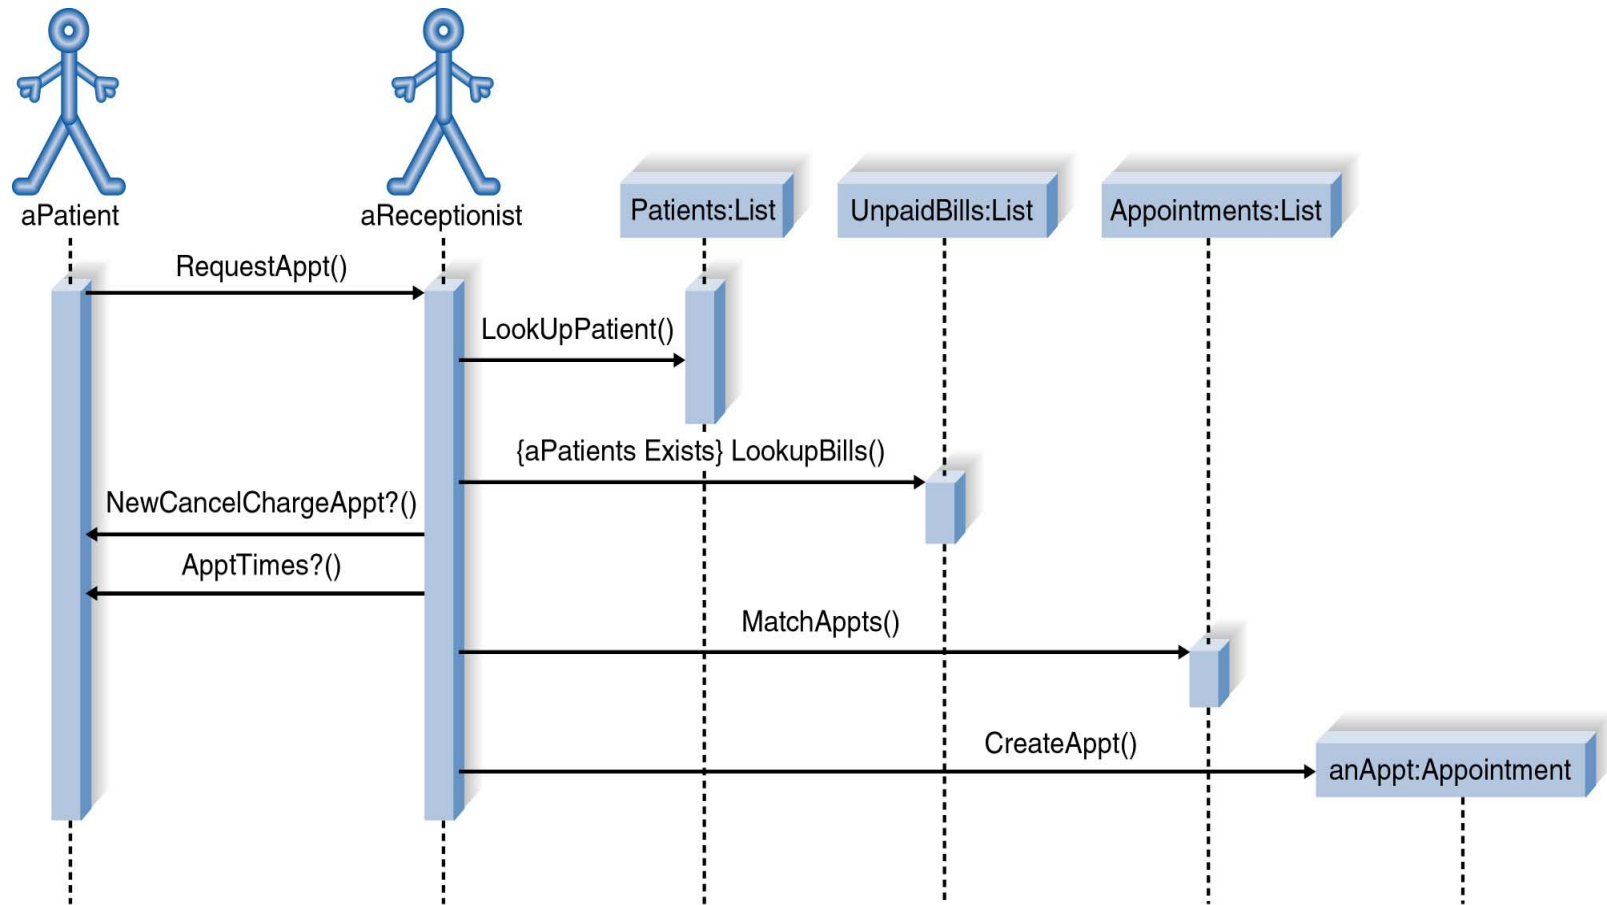 aPatient
aReceptionist
Patients:List
UnpaidBills:List
Appointments:List
RequestAppt()
LookUpPatient()
{aPatients Exists} LookupBills()
NewCancelChargeAppt?()
ApptTimes?()
MatchAppts()
CreateAppt()
anAppt:Appointment